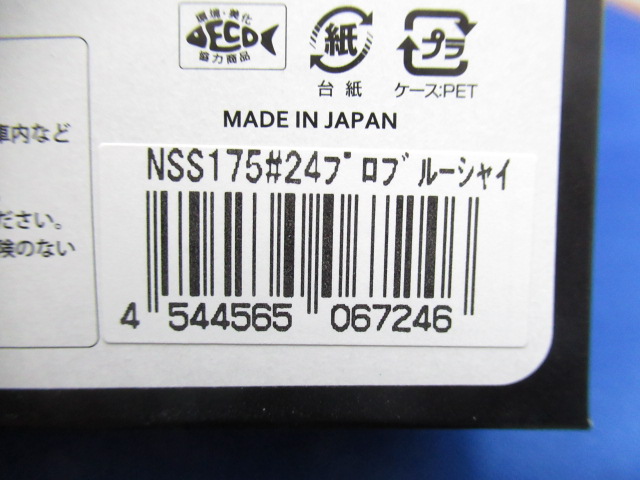 環境・美化
ECO
協力商品
紙
台紙
プラ
ケース:PET
MADE IN JAPAN
車内など
ださい。
険のない
NSS175#24プロブルーシャイ
4 544565 067246